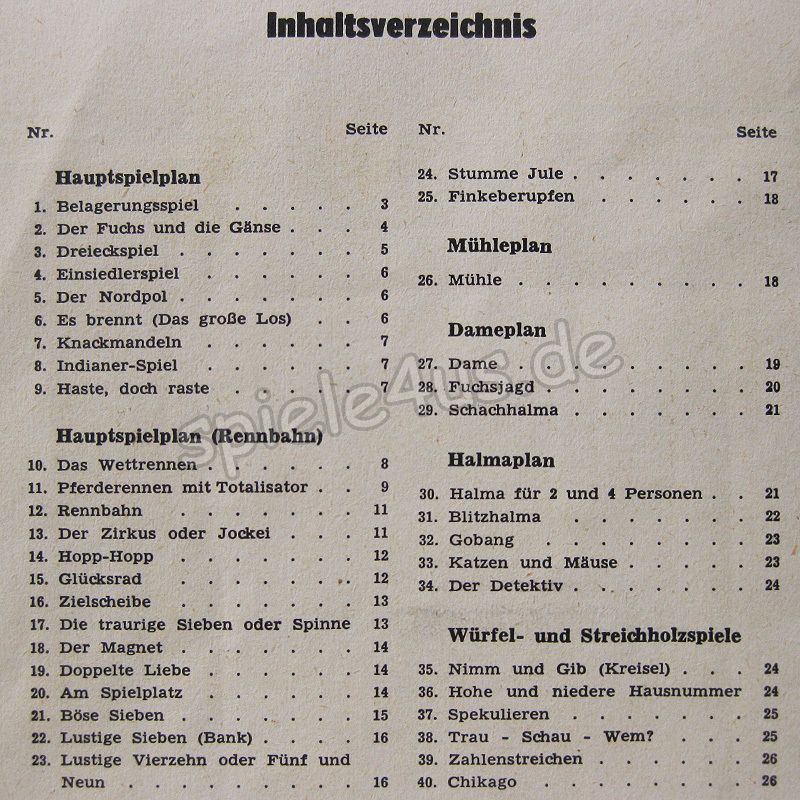 Inhaltsverzeichnis
Nr. Seite
Hauptspielplan
1. Belagerungsspiel . . . . . 3
2. Der Fuchs und die Gänse . . . . 4
3. Dreieckspiel . . . . . . . 5
4. Einsiedlerspiel . . . . . . 6
5. Der Nordpol . . . . . . . 6
6. Es brennt (Das große Los) . . 6
7. Knackmandeln . . . . . . 7
8. Indianer-Spiel . . . . . . 7
9. Haste, doch raste . . . . . 7
Hauptspielplan (Rennbahn)
10. Das Wettrennen . . . . . . 8
11. Pferderennen mit Totalisator . . 9
12. Rennbahn . . . . . . . 11
13. Der Zirkus oder Jockei . . . 11
14. Hopp-Hopp . . . . . . . 12
15. Glücksrad . . . . . . . 12
16. Zielscheibe . . . . . . . 13
17. Die traurige Sieben oder Spinne 13
18. Der Magnet . . . . . . . 14
19. Doppelte Liebe . . . . . . 14
20. Am Spielplatz . . . . . . 14
21. Böse Sieben . . . . . . . 15
22. Lustige Sieben (Bank) . . . . 16
23. Lustige Vierzehn oder Fünf und
Neun . . . . . . . . . 16
Nr. Seite
24. Stumme Jule . . . . . . . 17
25. Finkeberupfen . . . . . . 18
Mühleplan
26. Mühle . . . . . . . . . 18
Dameplan
27. Dame . . . . . . . . . 19
28. Fuchsjagd . . . . . . . . 20
29. Schachhalma . . . . . . . 21
Halmaplan
30. Halma für 2 und 4 Personen . . 21
31. Blitzhalma . . . . . . . 22
32. Gobang . . . . . . . . 23
33. Katzen und Mäuse . . . . . 23
34. Der Detektiv . . . . . . . 24
Würfel- und Streichholzspiele
35. Nimm und Gib (Kreisel) . . . 24
36. Hohe und niedere Hausnummer 24
37. Spekulieren . . . . . . . 25
38. Trau - Schau - Wem? . . . . 25
39. Zahlenstreichen . . . . . . 26
40. Chikago . . . . . . . . 26
spiele4us.de